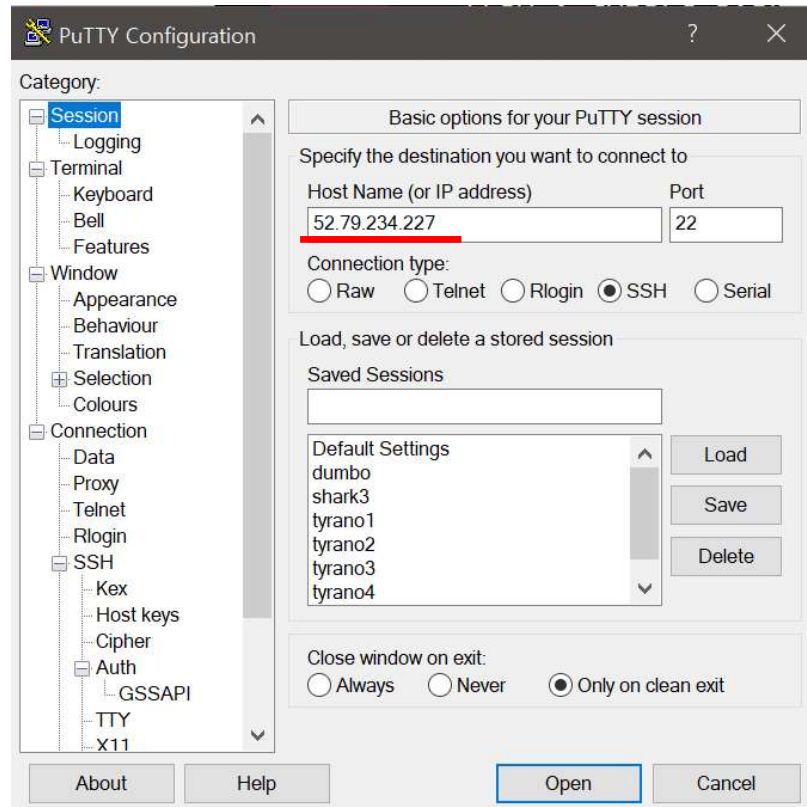 PuTTY Configuration
?
Category:
Session
Logging
Terminal
Keyboard
Bell
Features
Window
Appearance
Behaviour
Translation
Selection
Colours
Connection
Data
Proxy
Telnet
Rlogin
SSH
Kex
Host keys
Cipher
Auth
GSSAPI
TTY
X11
Basic options for your PuTTY session
Specify the destination you want to connect to
Host Name (or IP address) Port
52.79.234.227 22
Connection type:
Raw Telnet Rlogin SSH Serial
Load, save or delete a stored session
Saved Sessions
Default Settings
dumbo
shark3
tyrano1
tyrano2
tyrano3
tyrano4
Load
Save
Delete
Close window on exit:
Always Never Only on clean exit
About Help Open Cancel